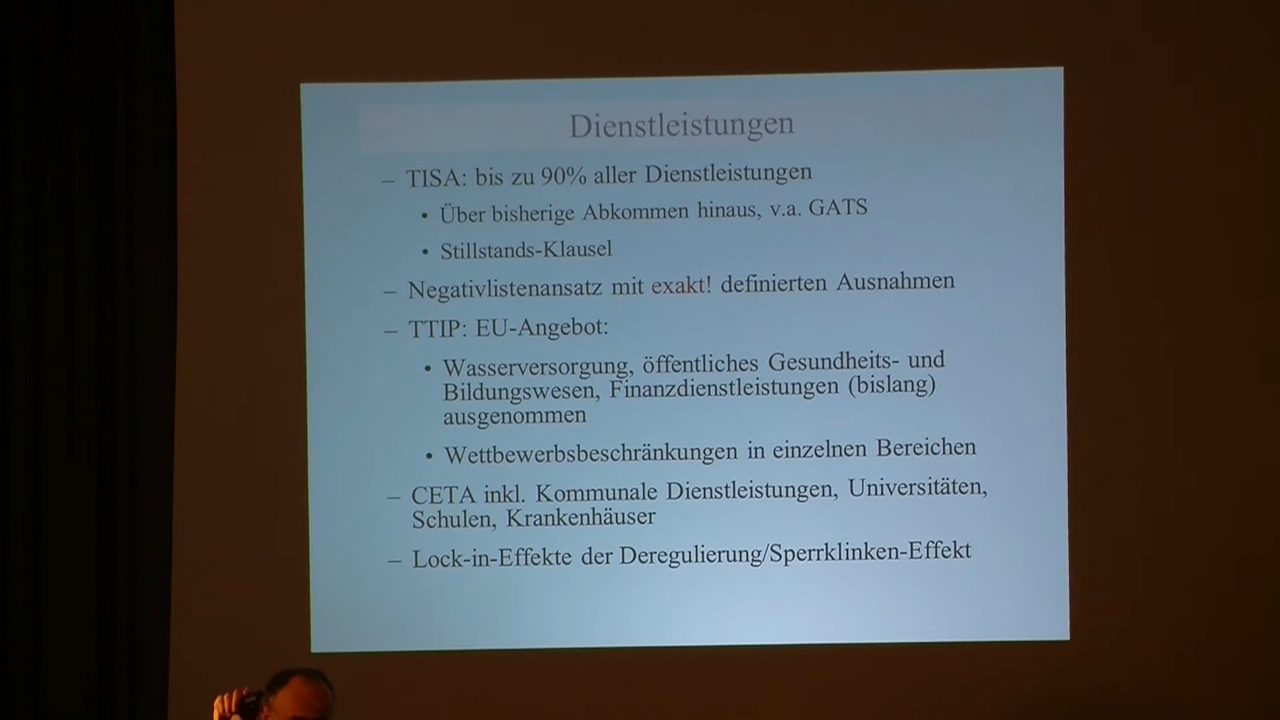 Dienstleistungen
– TISA: bis zu 90% aller Dienstleistungen
• Über bisherige Abkommen hinaus, v.a. GATS
• Stillstands-Klausel
– Negativlistenansatz mit exakt! definierten Ausnahmen
– TTIP: EU-Angebot:
• Wasserversorgung, öffentliches Gesundheits- und
Bildungswesen, Finanzdienstleistungen (bislang)
ausgenommen
• Wettbewerbsbeschränkungen in einzelnen Bereichen
– CETA inkl. Kommunale Dienstleistungen, Universitäten,
Schulen, Krankenhäuser
– Lock-in-Effekte der Deregulierung/Sperrklinken-Effekt